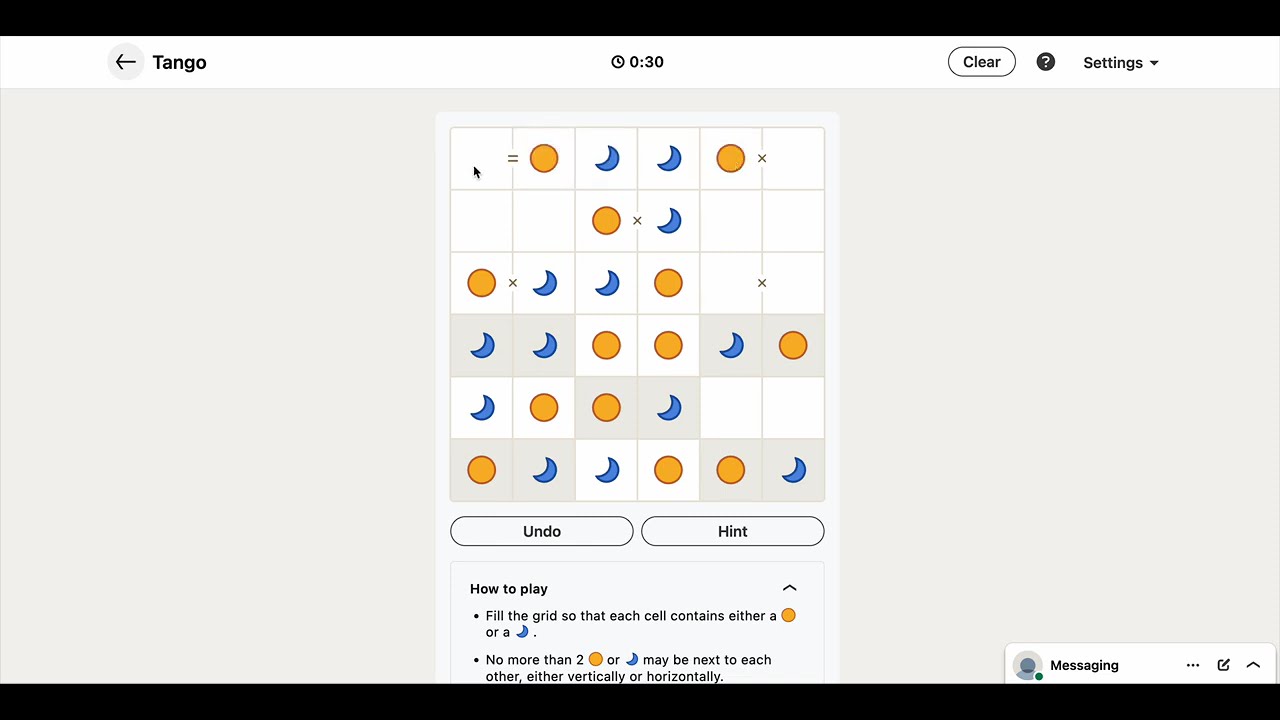 Tango
0:30
Clear
Settings
=
×
×
×
×
Undo
Hint
How to play
• Fill the grid so that each cell contains either a
or a .
• No more than 2 or may be next to each
other, either vertically or horizontally.
Messaging